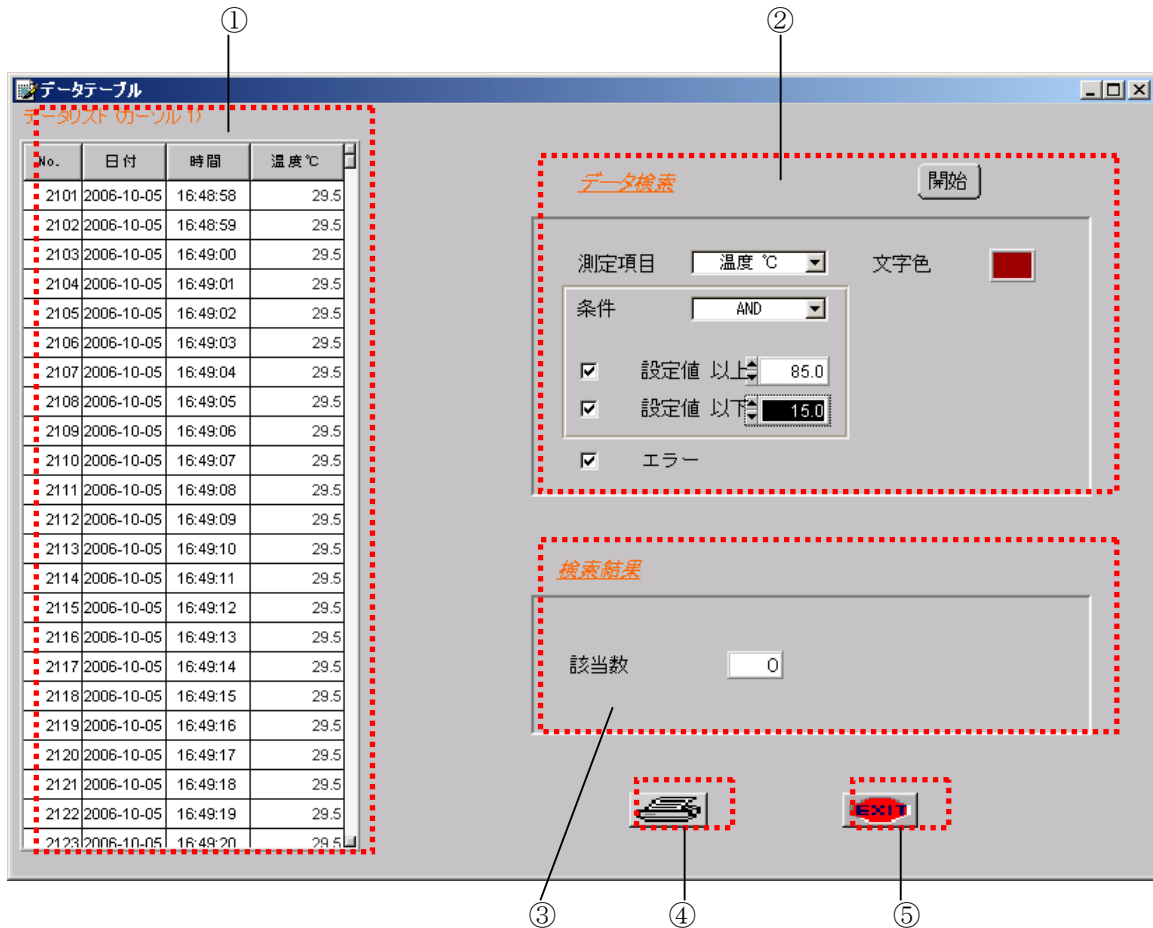 ① ②
データテーブル
データリスト (カーソル 1)
No. 日付 時間 温度℃
2101 2006-10-05 16:48:58 29.5
2102 2006-10-05 16:48:59 29.5
2103 2006-10-05 16:49:00 29.5
2104 2006-10-05 16:49:01 29.5
2105 2006-10-05 16:49:02 29.5
2106 2006-10-05 16:49:03 29.5
2107 2006-10-05 16:49:04 29.5
2108 2006-10-05 16:49:05 29.5
2109 2006-10-05 16:49:06 29.5
2110 2006-10-05 16:49:07 29.5
2111 2006-10-05 16:49:08 29.5
2112 2006-10-05 16:49:09 29.5
2113 2006-10-05 16:49:10 29.5
2114 2006-10-05 16:49:11 29.5
2115 2006-10-05 16:49:12 29.5
2116 2006-10-05 16:49:13 29.5
2117 2006-10-05 16:49:14 29.5
2118 2006-10-05 16:49:15 29.5
2119 2006-10-05 16:49:16 29.5
2120 2006-10-05 16:49:17 29.5
2121 2006-10-05 16:49:18 29.5
2122 2006-10-05 16:49:19 29.5
2123 2006-10-05 16:49:20 29.5
データ検索 開始
測定項目 温度 ℃ 文字色
条件 AND
設定値 以上 85.0
設定値 以下 15.0
エラー
検索結果
該当数 0
EXIT
③ ④ ⑤